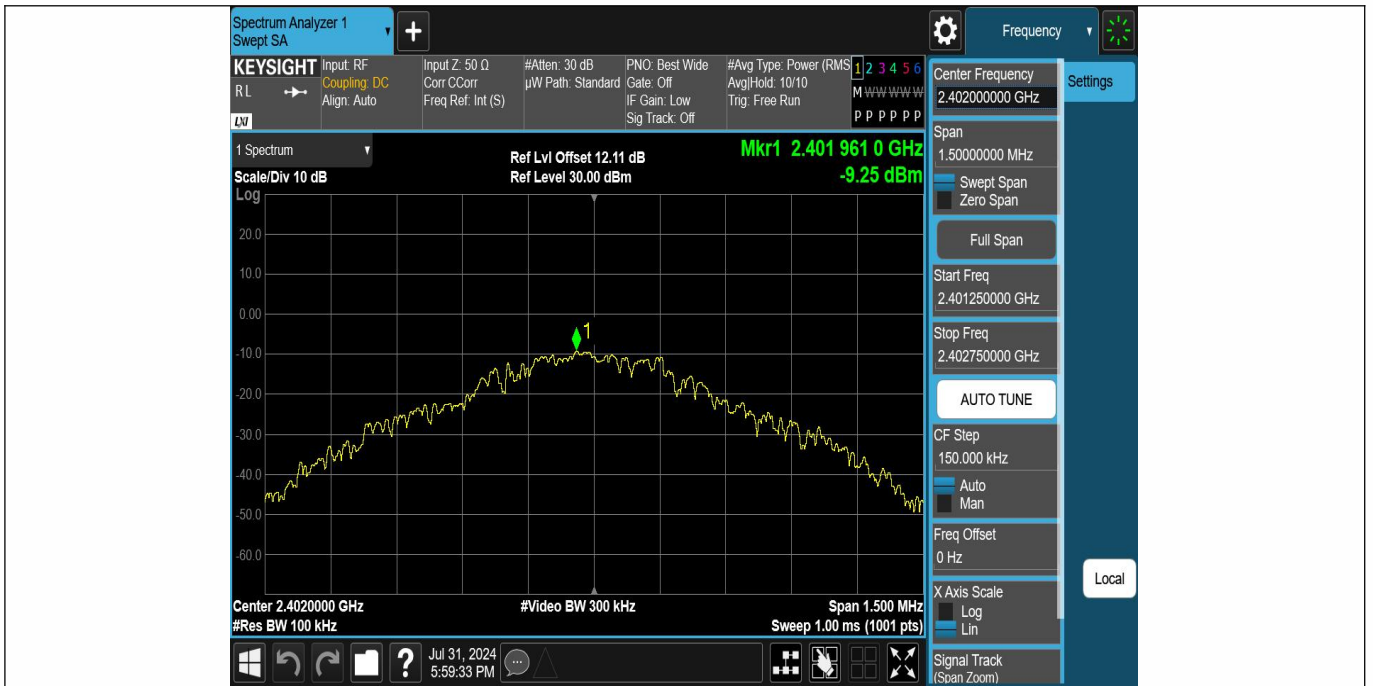 Spectrum Analyzer 1
Swept SA
+
Frequency
KEYSIGHT
RL
LXI
Input: RF
Coupling: DC
Align: Auto
Input Z: 50 Ω
Corr CCorr
Freq Ref: Int (S)
#Atten: 30 dB
µW Path: Standard
PNO: Best Wide
Gate: Off
IF Gain: Low
Sig Track: Off
#Avg Type: Power (RMS
Avg|Hold: 10/10
Trig: Free Run
1 2 3 4 5 6
M W W W W W
P P P P P P
1 Spectrum
Scale/Div 10 dB
Ref Lvl Offset 12.11 dB
Ref Level 30.00 dBm
Mkr1 2.401 961 0 GHz
-9.25 dBm
Log
20.0
10.0
0.00
-10.0
-20.0
-30.0
-40.0
-50.0
-60.0
1
Center 2.4020000 GHz
#Video BW 300 kHz
Span 1.500 MHz
#Res BW 100 kHz
Sweep 1.00 ms (1001 pts)
Center Frequency
2.402000000 GHz
Settings
Span
1.50000000 MHz
Swept Span
Zero Span
Full Span
Start Freq
2.401250000 GHz
Stop Freq
2.402750000 GHz
AUTO TUNE
CF Step
150.000 kHz
Auto
Man
Freq Offset
0 Hz
X Axis Scale
Log
Lin
Signal Track
(Span Zoom)
Local
?
Jul 31, 2024
5:59:33 PM